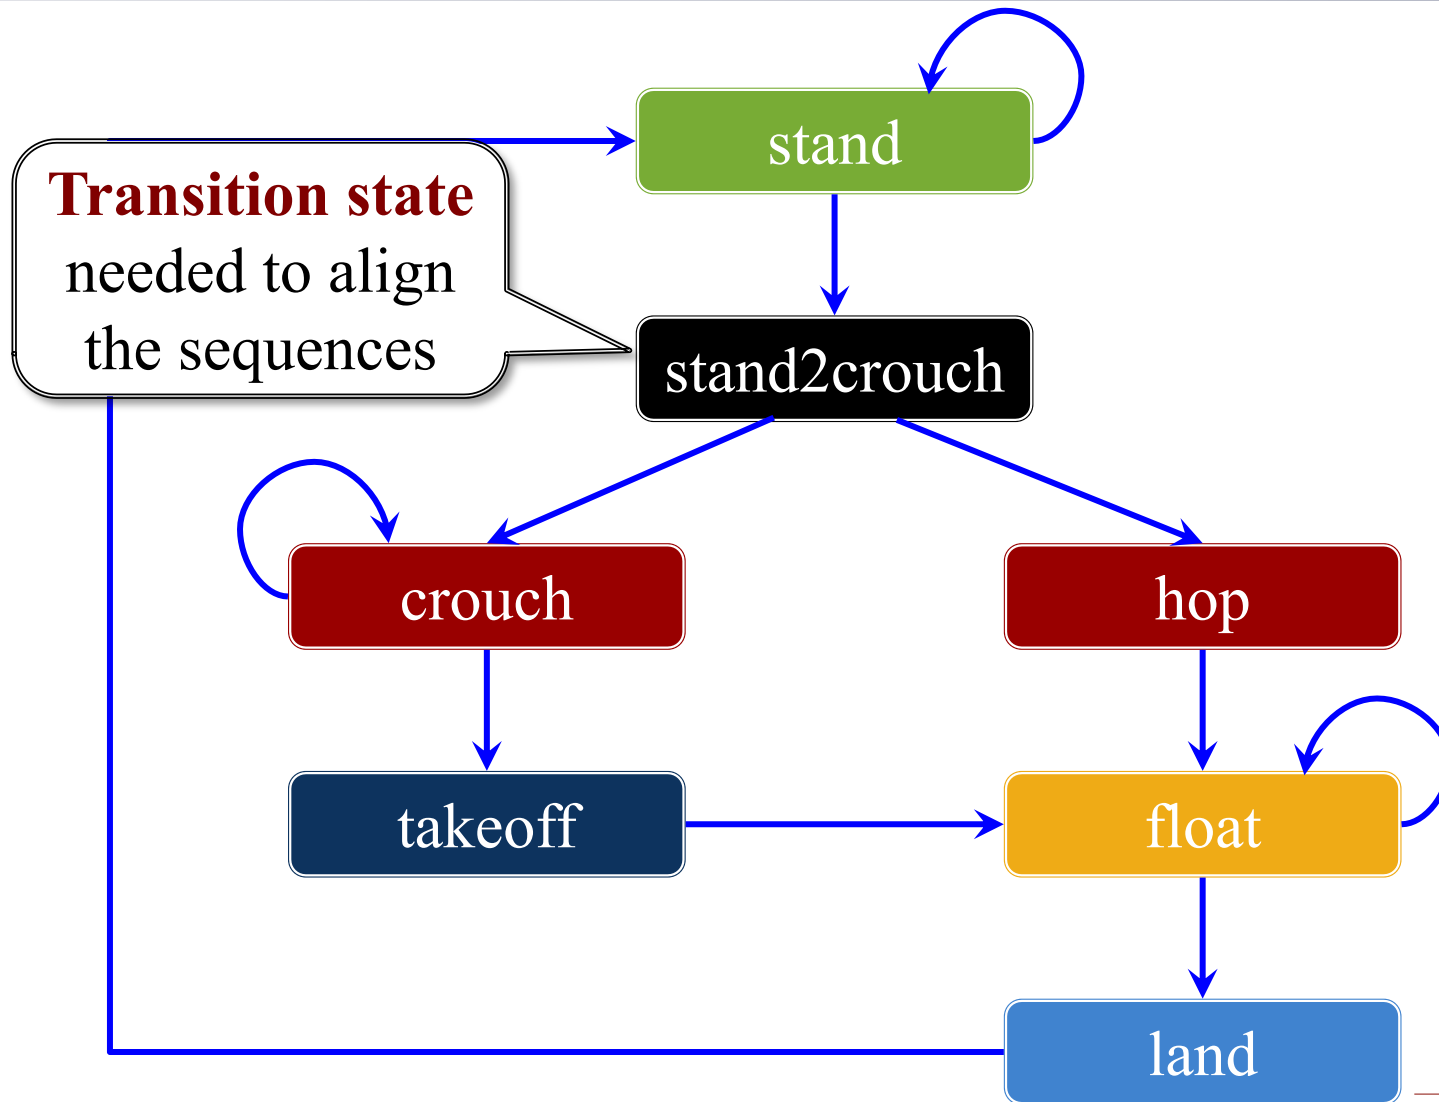 stand
Transition state
needed to align
the sequences
stand2crouch
crouch
hop
takeoff
float
land